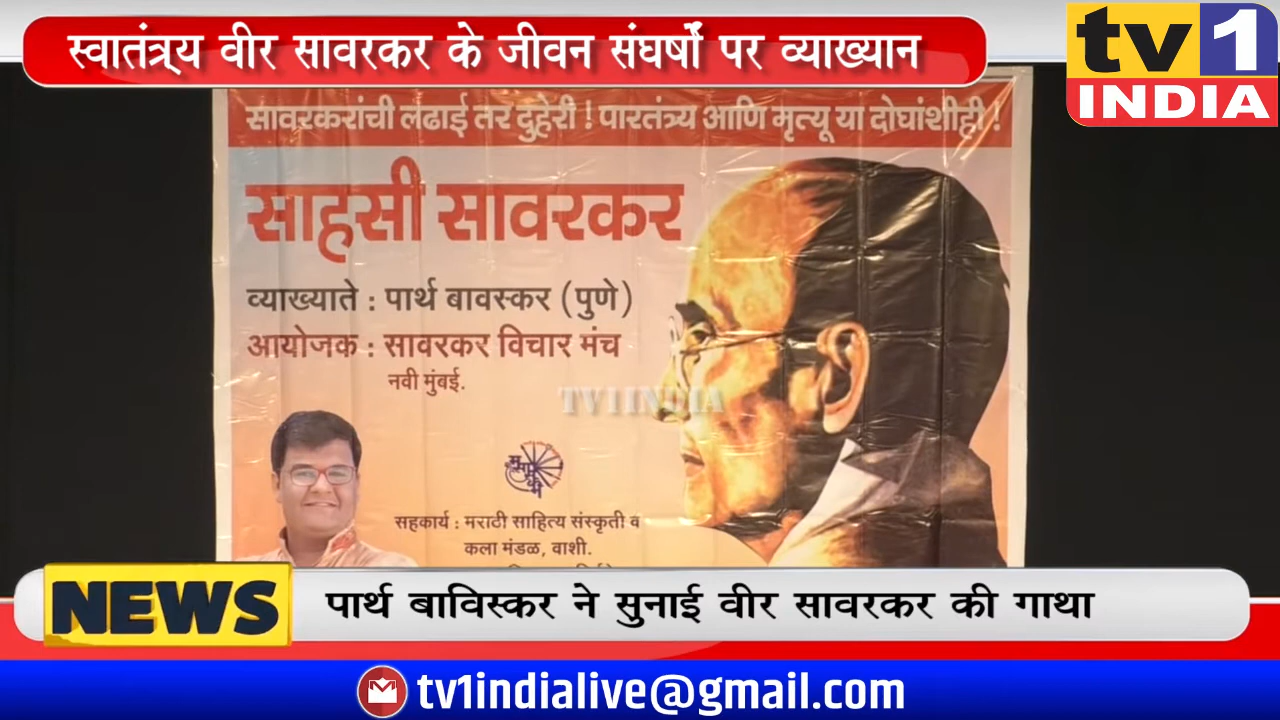 स्वातंत्र्य वीर सावरकर के जीवन संघर्षों पर व्याख्यान
tv1
INDIA
सावरकरांची लढाई तर दुहेरी ! पारतंत्र्य आणि मृत्यू या दोघांशीही !
साहसी सावरकर
व्याख्याते : पार्थ बावस्कर (पुणे)
आयोजक : सावरकर विचार मंच
नवी मुंबई.
TV11INDIA
सहकार्य : मराठी साहित्य संस्कृती व
कला मंडळ, वाशी.
NEWS
पार्थ बाविस्कर ने सुनाई वीर सावरकर की गाथा
tv1indialive@gmail.com